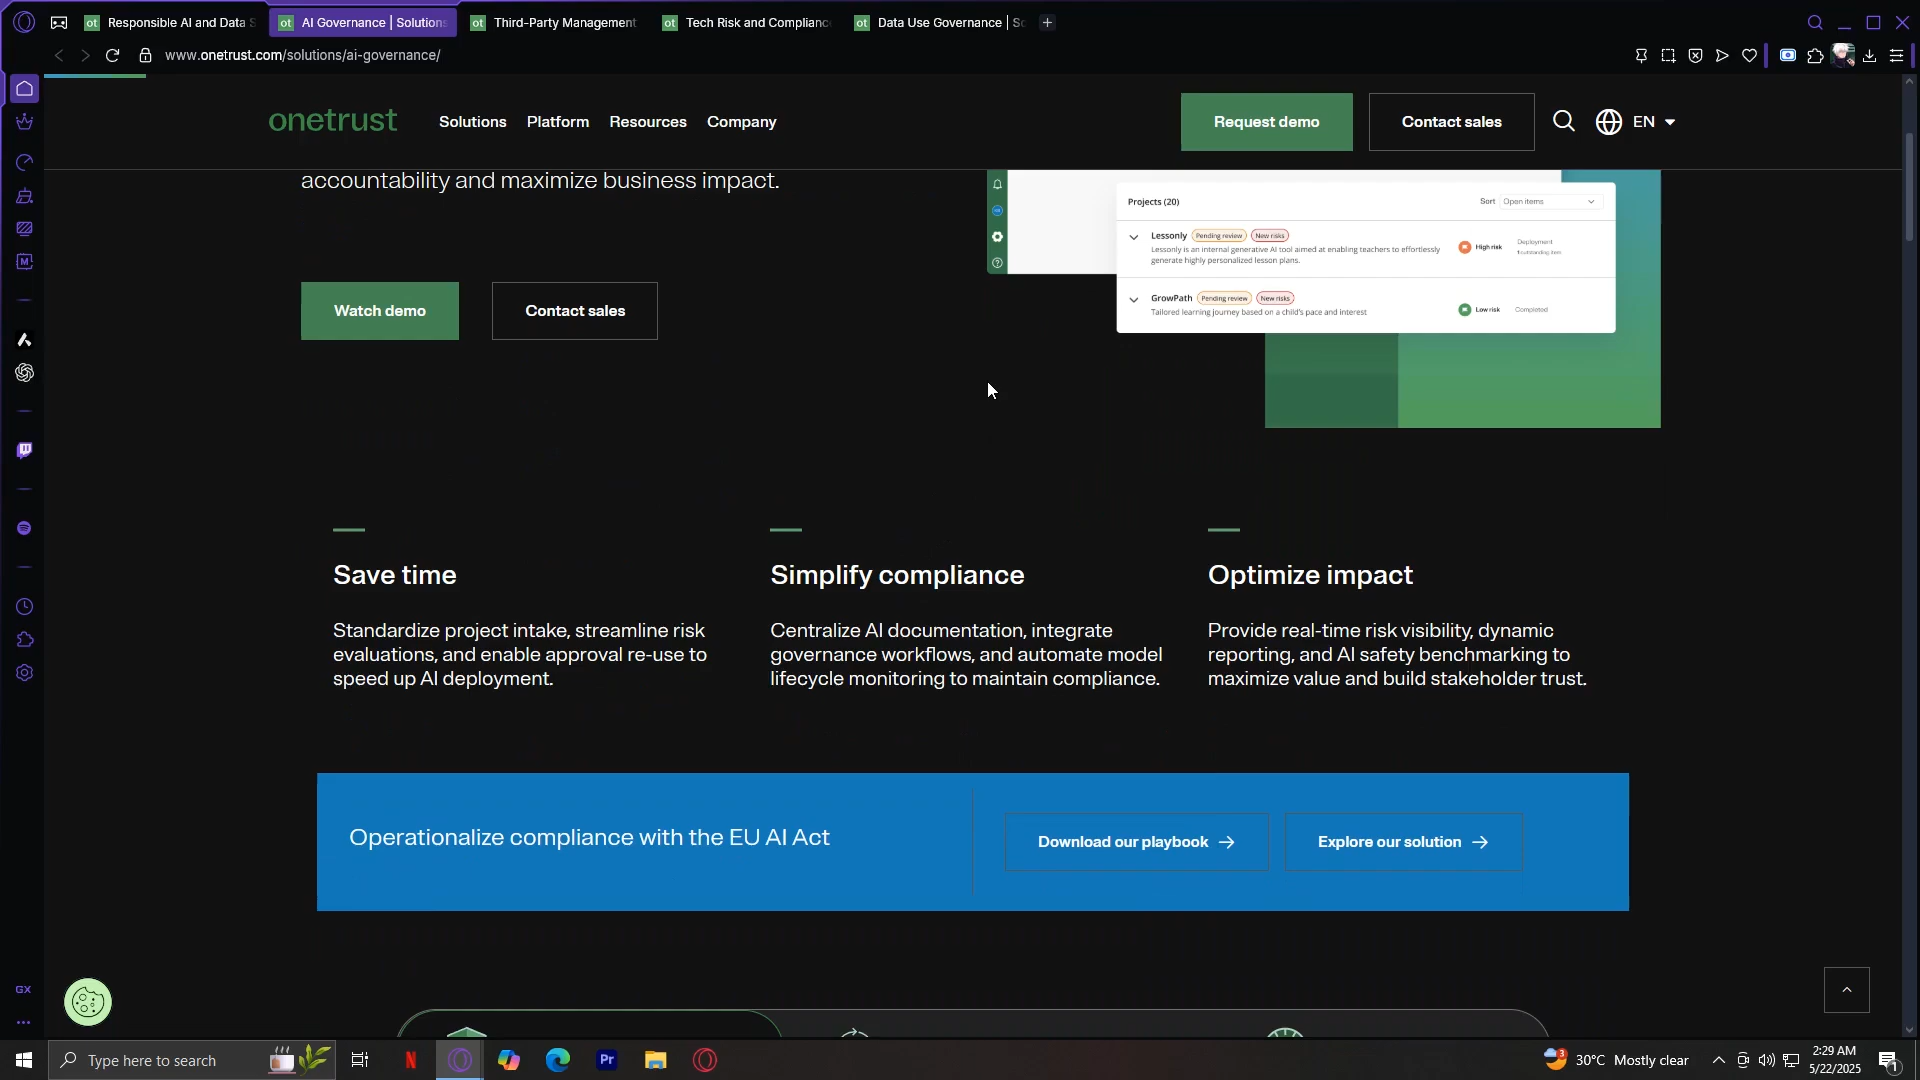 Responsible AI and Data S
AI Governance | Solutions
Third-Party Management
Tech Risk and Compliance
Data Use Governance | So
www.onetrust.com/solutions/ai-governance/
onetrust
Solutions
Platform
Resources
Company
Request demo
Contact sales
EN
accountability and maximize business impact.
Watch demo
Contact sales
Projects (20)
Sort
Open items
Lessonly
Pending review
New risks
Lessonly is an internal generative AI tool aimed at enabling teachers to effortlessly
generate highly personalized lesson plans.
High risk
Deployment
1 outstanding item
GrowPath
Pending review
New risks
Tailored learning journey based on a child's pace and interest
Low risk
Completed
Save time
Standardize project intake, streamline risk
evaluations, and enable approval re-use to
speed up AI deployment.
Simplify compliance
Centralize AI documentation, integrate
governance workflows, and automate model
lifecycle monitoring to maintain compliance.
Optimize impact
Provide real-time risk visibility, dynamic
reporting, and AI safety benchmarking to
maximize value and build stakeholder trust.
Operationalize compliance with the EU AI Act
Download our playbook
Explore our solution
GX
Type here to search
30°C Mostly clear
2:29 AM
5/22/2025